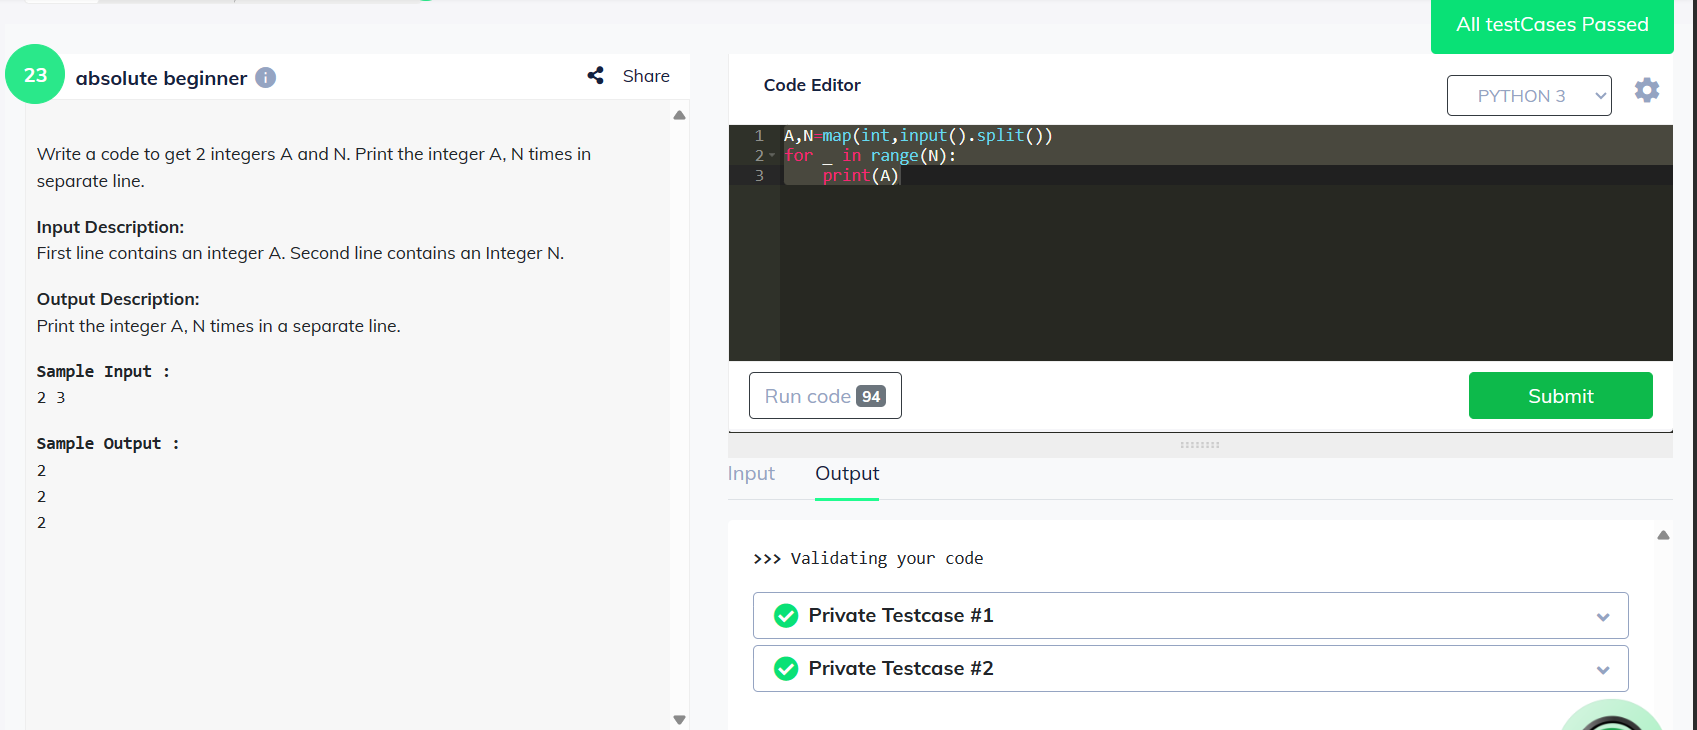 All testCases Passed
23
absolute beginner i
Share
Write a code to get 2 integers A and N. Print the integer A, N times in
separate line.
Input Description:
First line contains an integer A. Second line contains an Integer N.
Output Description:
Print the integer A, N times in a separate line.
Sample Input :
2 3
Sample Output :
2
2
2
Code Editor
PYTHON 3
1 A,N=map(int,input().split())
2 for _ in range(N):
3     print(A)
Run code 94
Submit
Input Output
>>> Validating your code
Private Testcase #1
Private Testcase #2